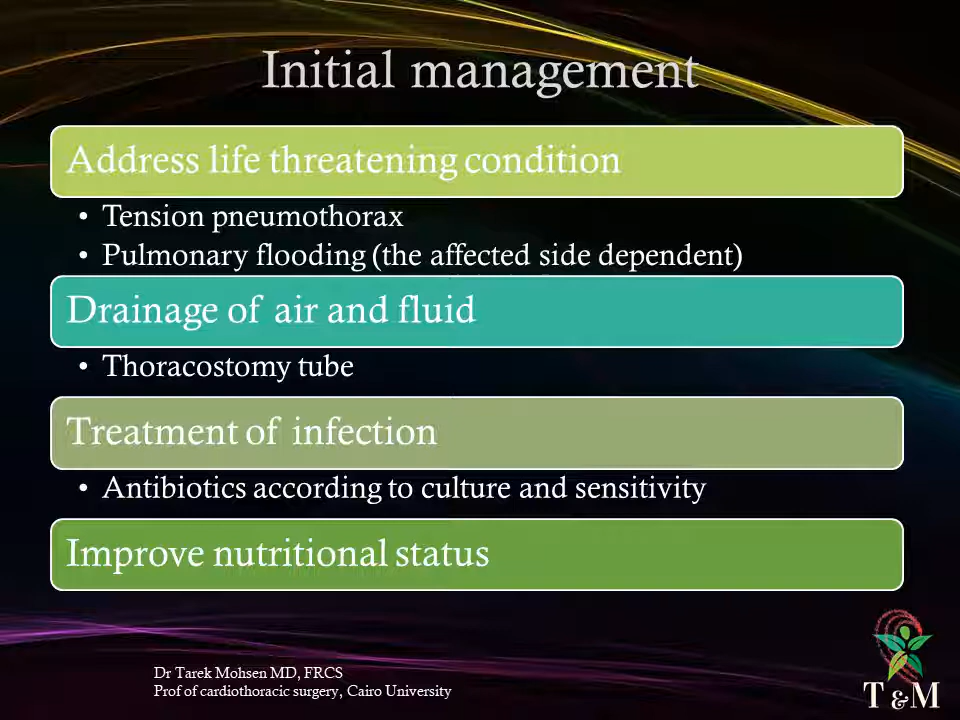 Initial management
Address life threatening condition
• Tension pneumothorax
• Pulmonary flooding (the affected side dependent)
Drainage of air and fluid
• Thoracostomy tube
Treatment of infection
• Antibiotics according to culture and sensitivity
Improve nutritional status
Dr Tarek Mohsen MD, FRCS
Prof of cardiothoracic surgery, Cairo University
T & M